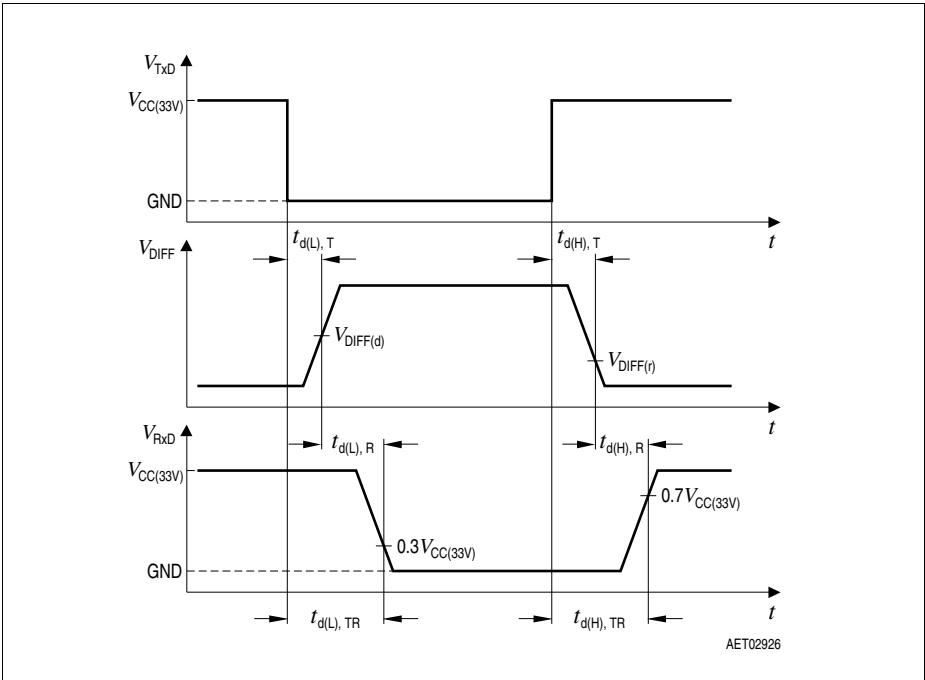 V_TxD
V_CC(33V)
GND
t
t_d(L), T
t_d(H), T
V_DIFF
V_DIFF(d)
V_DIFF(r)
t
V_RxD
t_d(L), R
t_d(H), R
V_CC(33V)
0.7V_CC(33V)
0.3V_CC(33V)
GND
t
t_d(L), TR
t_d(H), TR
AET02926